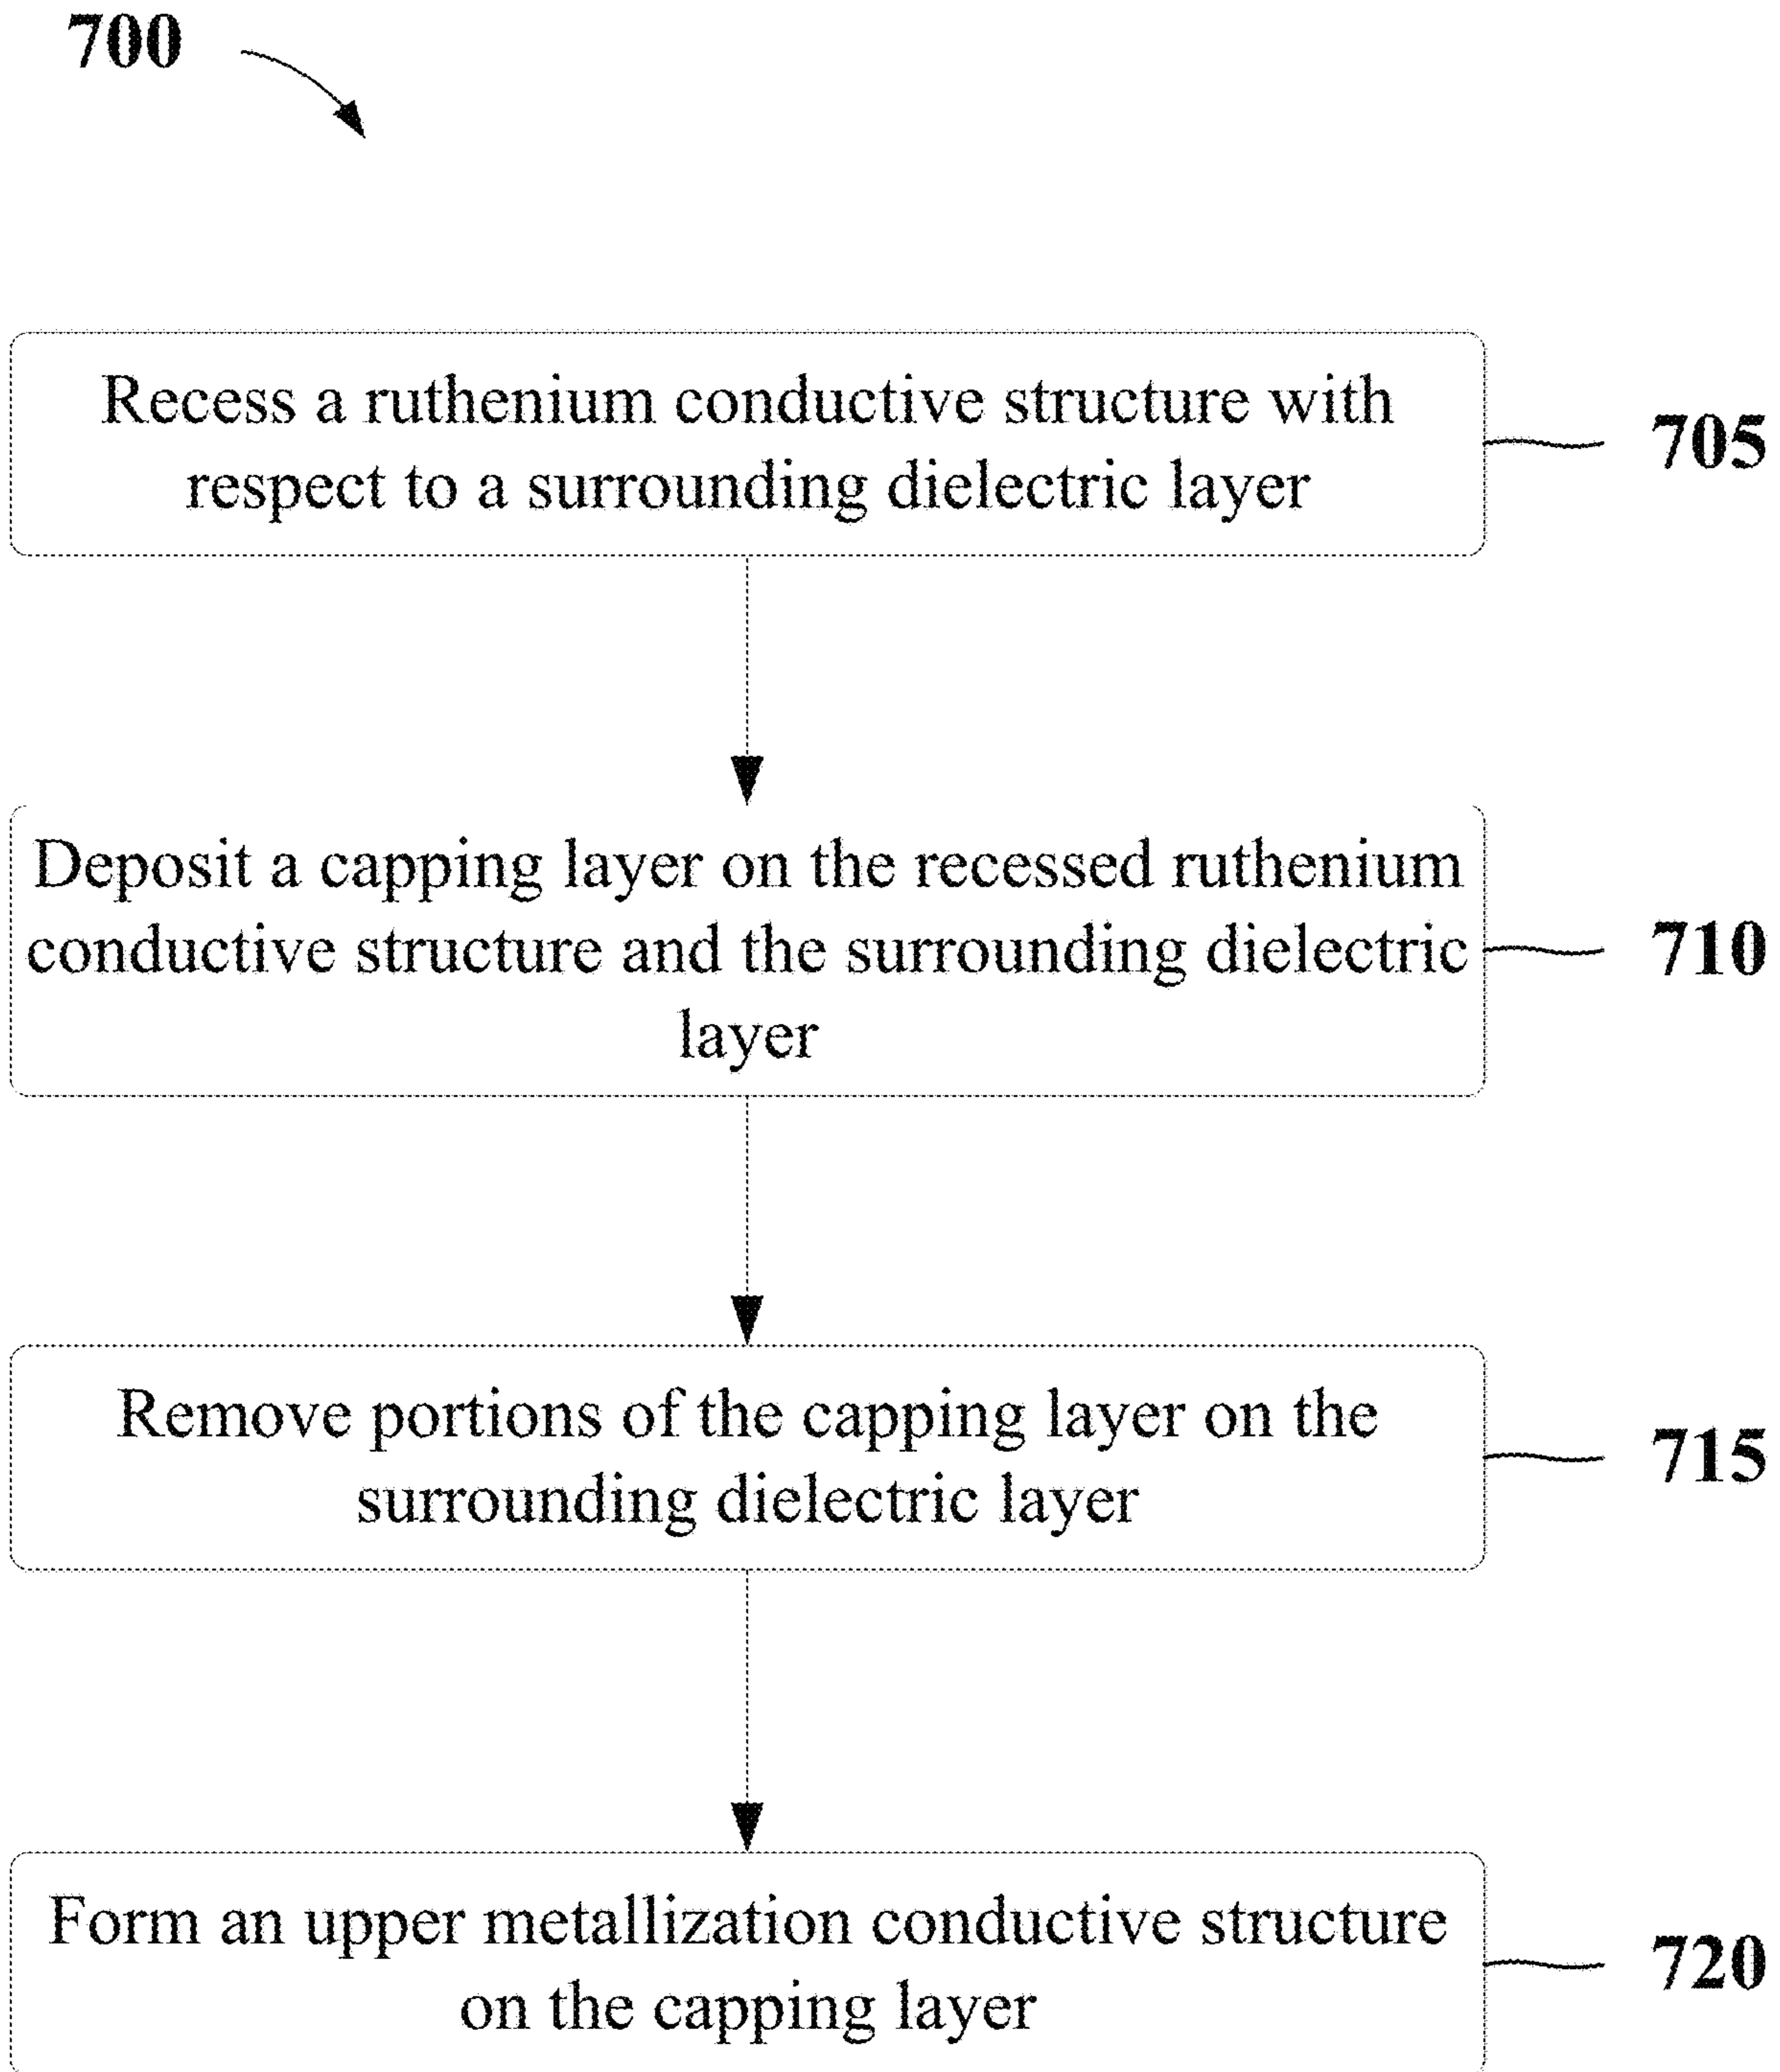 700
Recess a ruthenium conductive structure with
respect to a surrounding dielectric layer
705
Deposit a capping layer on the recessed ruthenium
conductive structure and the surrounding dielectric
layer
710
Remove portions of the capping layer on the
surrounding dielectric layer
715
Form an upper metallization conductive structure
on the capping layer
720